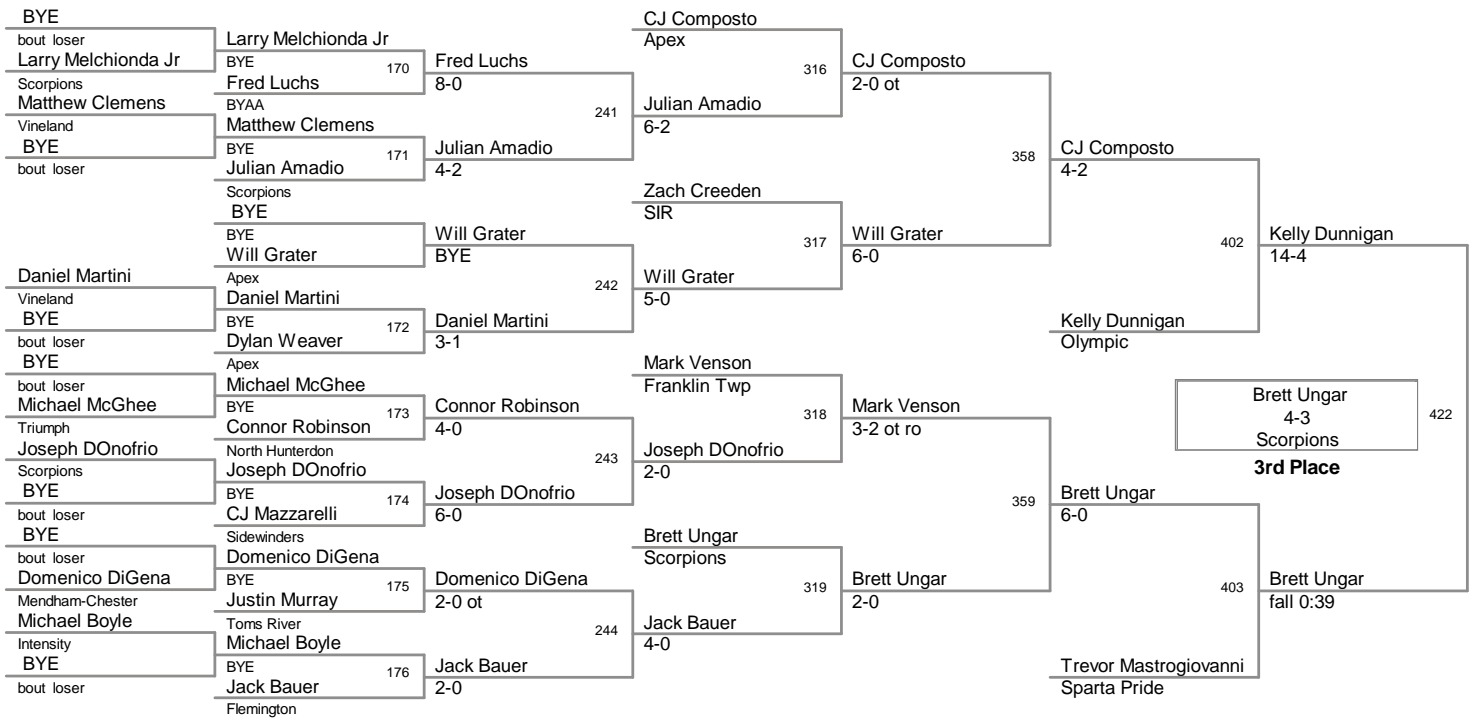 BYE
bout loser
Larry Melchionda Jr
Scorpions
Matthew Clemens
Vineland
BYE
bout loser
Daniel Martini
Vineland
BYE
bout loser
BYE
bout loser
Michael McGhee
Triumph
Joseph DOnofrio
Scorpions
BYE
bout loser
BYE
bout loser
Domenico DiGena
Mendham-Chester
Michael Boyle
Intensity
BYE
bout loser
Larry Melchionda Jr
BYE
170
Fred Luchs
BYAA
Matthew Clemens
BYE
171
Julian Amadio
Scorpions
BYE
BYE
Will Grater
Apex
Daniel Martini
BYE
172
Dylan Weaver
Apex
Michael McGhee
BYE
173
Connor Robinson
North Hunterdon
Joseph DOnofrio
BYE
174
CJ Mazzarelli
Sidewinders
Domenico DiGena
BYE
175
Justin Murray
Toms River
Michael Boyle
BYE
176
Jack Bauer
Flemington
Fred Luchs
8-0
241
Julian Amadio
4-2
Will Grater
BYE
242
Daniel Martini
3-1
Connor Robinson
4-0
243
Joseph DOnofrio
6-0
Domenico DiGena
2-0 ot
244
Jack Bauer
2-0
CJ Composto
Apex
316
Julian Amadio
6-2
Zach Creeden
SIR
317
Will Grater
5-0
Mark Venson
Franklin Twp
318
Joseph DOnofrio
2-0
Brett Ungar
Scorpions
319
Jack Bauer
4-0
CJ Composto
2-0 ot
358
Will Grater
6-0
Mark Venson
3-2 ot ro
359
Brett Ungar
2-0
CJ Composto
4-2
402
Kelly Dunnigan
Olympic
Brett Ungar
6-0
403
Trevor Mastrogiovanni
Sparta Pride
Kelly Dunnigan
14-4
Brett Ungar
4-3
Scorpions
422
3rd Place
Brett Ungar
fall 0:39